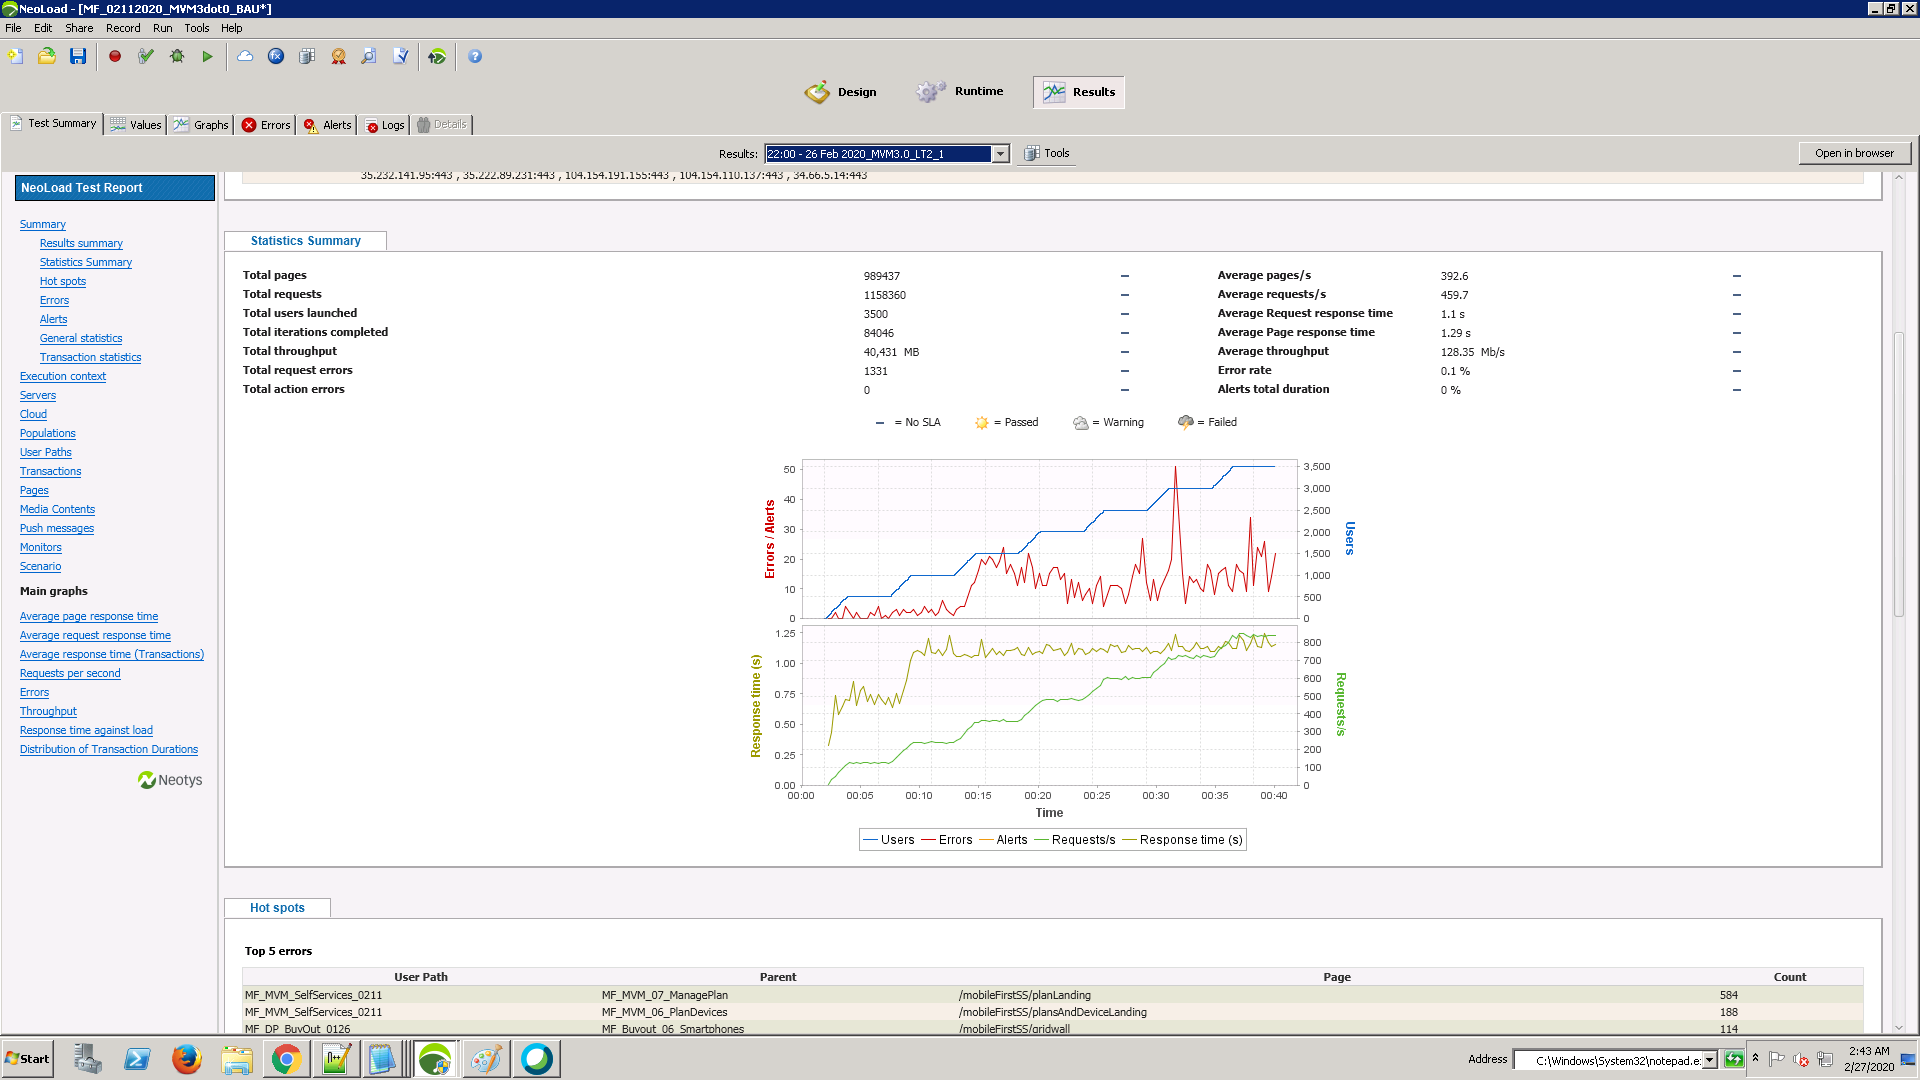 NeoLoad - [MF_02112020_MVM3dot0_BAU*]
File Edit Share Record Run Tools Help
Design Runtime Results
Test Summary Values Graphs Errors Alerts Logs Details
Results: 22:00 - 26 Feb 2020_MVM3.0_LT2_1 Tools Open in browser
NeoLoad Test Report
Summary
Results summary
Statistics Summary
Hot spots
Errors
Alerts
General statistics
Transaction statistics
Execution context
Servers
Cloud
Populations
User Paths
Transactions
Pages
Media Contents
Push messages
Monitors
Scenario
Main graphs
Average page response time
Average request response time
Average response time (Transactions)
Requests per second
Errors
Throughput
Response time against load
Distribution of Transaction Durations
Neotys
35.232.141.95:443 , 35.222.89.231:443 , 104.154.191.155:443 , 104.154.110.137:443 , 34.66.5.14:443
Statistics Summary
Total pages 989437 – Average pages/s 392.6 –
Total requests 1158360 – Average requests/s 459.7 –
Total users launched 3500 – Average Request response time 1.1 s –
Total iterations completed 84046 – Average Page response time 1.29 s –
Total throughput 40,431 MB – Average throughput 128.35 Mb/s –
Total request errors 1331 – Error rate 0.1 % –
Total action errors 0 – Alerts total duration 0 % –
– = No SLA = Passed = Warning = Failed
Errors / Alerts
50
40
30
20
10
0
3,500
3,000
2,500
2,000
1,500
1,000
500
0
Users
Response time (s)
1.25
1.00
0.75
0.50
0.25
0.00
800
700
600
500
400
300
200
100
0
Requests/s
00:00 00:05 00:10 00:15 00:20 00:25 00:30 00:35 00:40
Time
Users Errors Alerts Requests/s Response time (s)
Hot spots
Top 5 errors
User Path Parent Page Count
MF_MVM_SelfServices_0211 MF_MVM_07_ManagePlan /mobileFirstSS/planLanding 584
MF_MVM_SelfServices_0211 MF_MVM_06_PlanDevices /mobileFirstSS/plansAndDeviceLanding 188
MF_DP_BuyOut_0126 MF_Buyout_06_Smartphones /mobileFirstSS/gridwall 114
Start
Address C:\Windows\System32\notepad.e
2:43 AM
2/27/2020